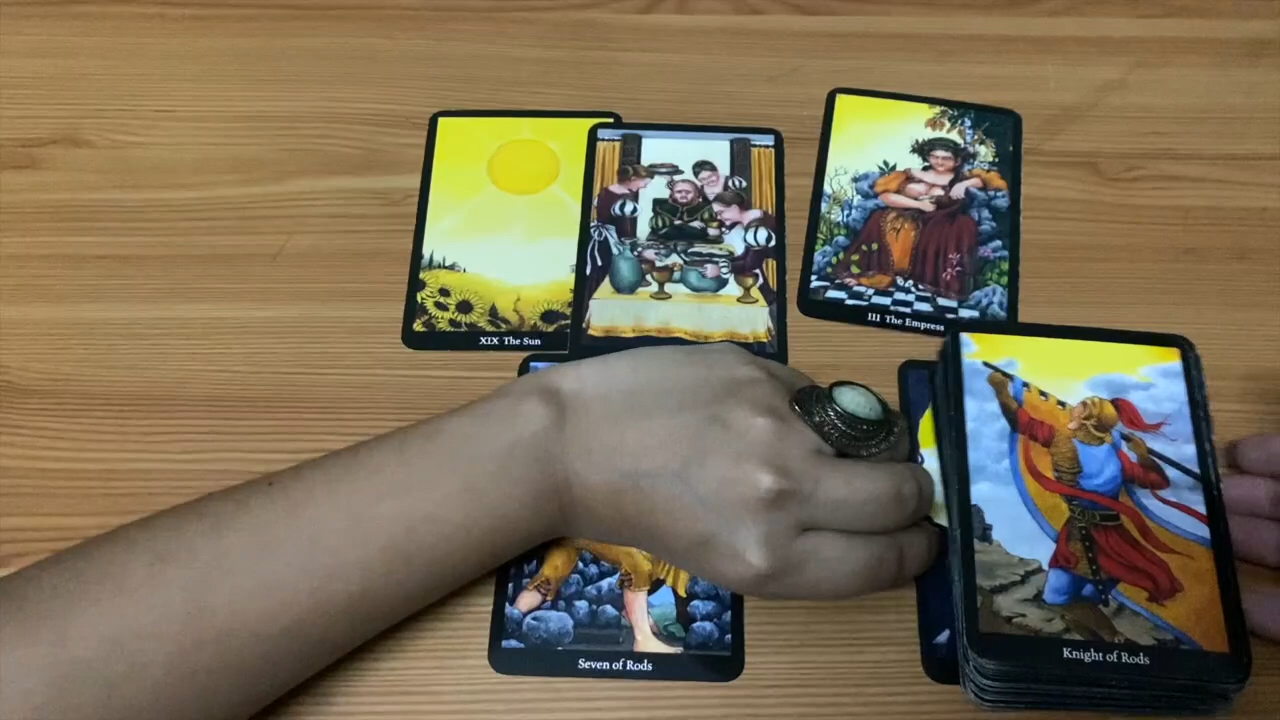 XIX The Sun
III The Empress
Seven of Rods
Knight of Rods